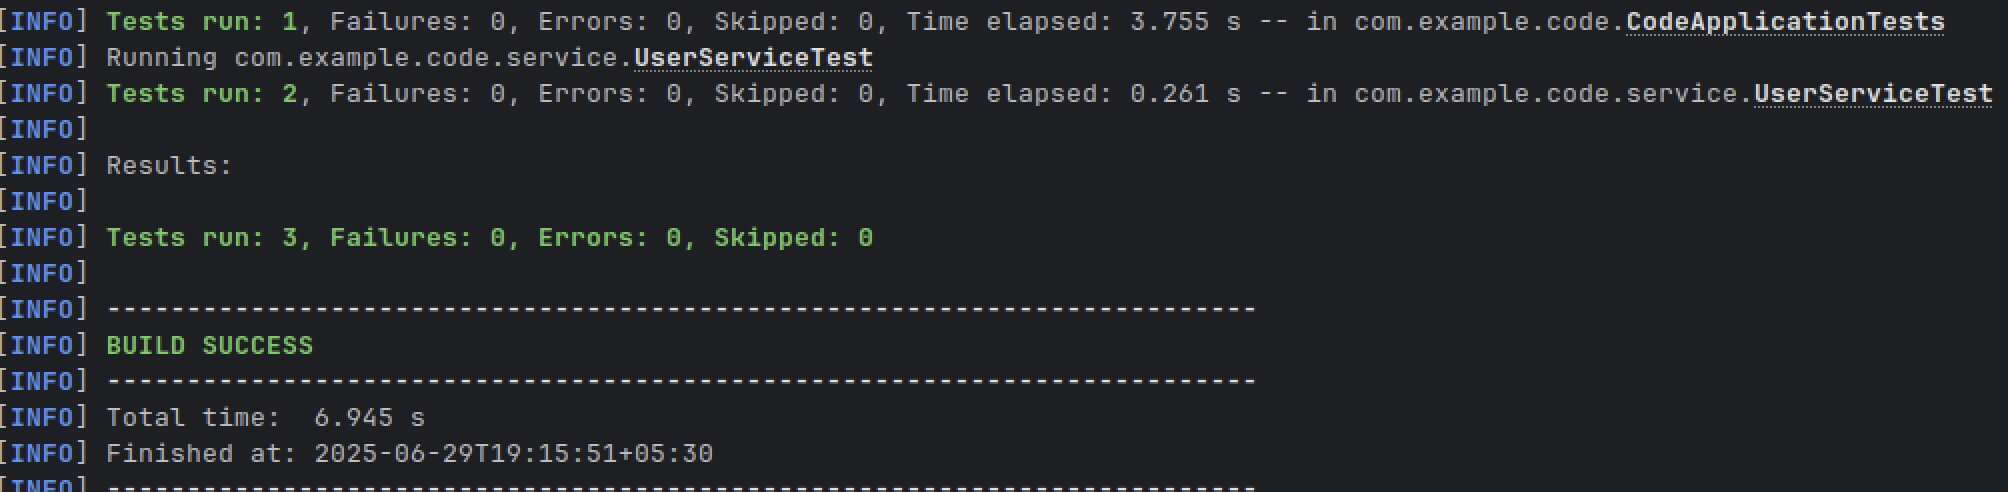 [INFO] Tests run: 1, Failures: 0, Errors: 0, Skipped: 0, Time elapsed: 3.755 s -- in com.example.code.CodeApplicationTests
[INFO] Running com.example.code.service.UserServiceTest
[INFO] Tests run: 2, Failures: 0, Errors: 0, Skipped: 0, Time elapsed: 0.261 s -- in com.example.code.service.UserServiceTest
[INFO]
[INFO] Results:
[INFO]
[INFO] Tests run: 3, Failures: 0, Errors: 0, Skipped: 0
[INFO]
[INFO] ------------------------------------------------------------------------
[INFO] BUILD SUCCESS
[INFO] ------------------------------------------------------------------------
[INFO] Total time:  6.945 s
[INFO] Finished at: 2025-06-29T19:15:51+05:30
[INFO] ------------------------------------------------------------------------